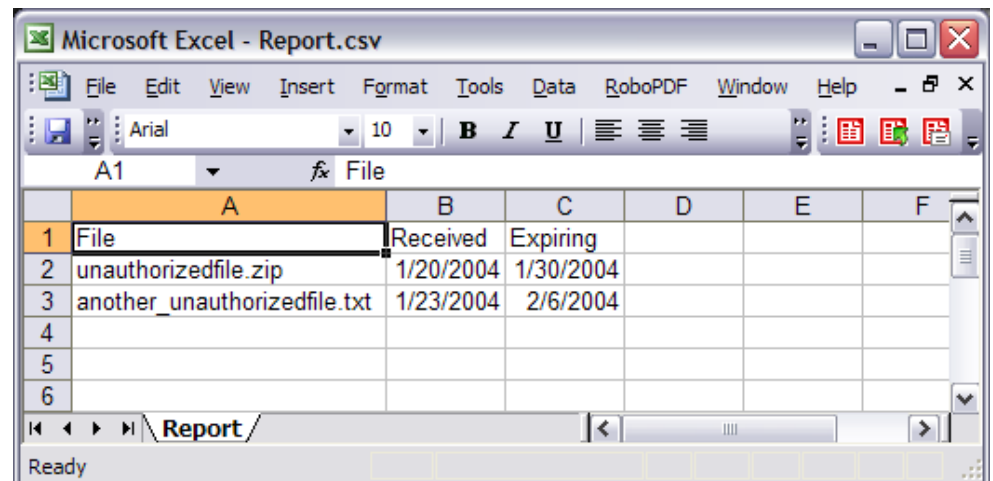 Microsoft Excel - Report.csv
File Edit View Insert Format Tools Data RoboPDF Window Help
Arial 10 B I U
A1 fx File
A B C D E F
1 File Received Expiring
2 unauthorizedfile.zip 1/20/2004 1/30/2004
3 another_unauthorizedfile.txt 1/23/2004 2/6/2004
4
5
6
Report
Ready